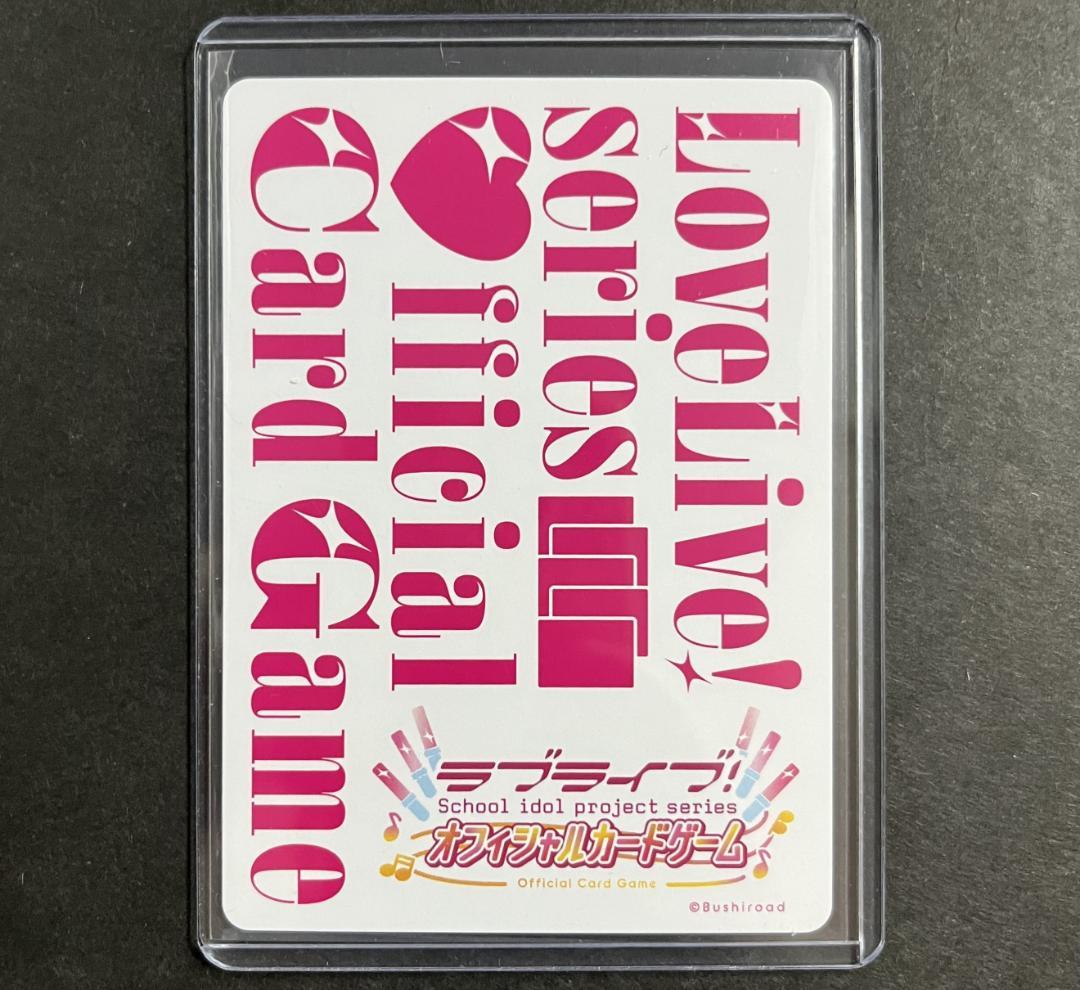 LoveLive!
series
♥fficial
Card Game
ラブライブ!
School idol project series
オフィシャルカードゲーム
Official Card Game
©Bushiroad